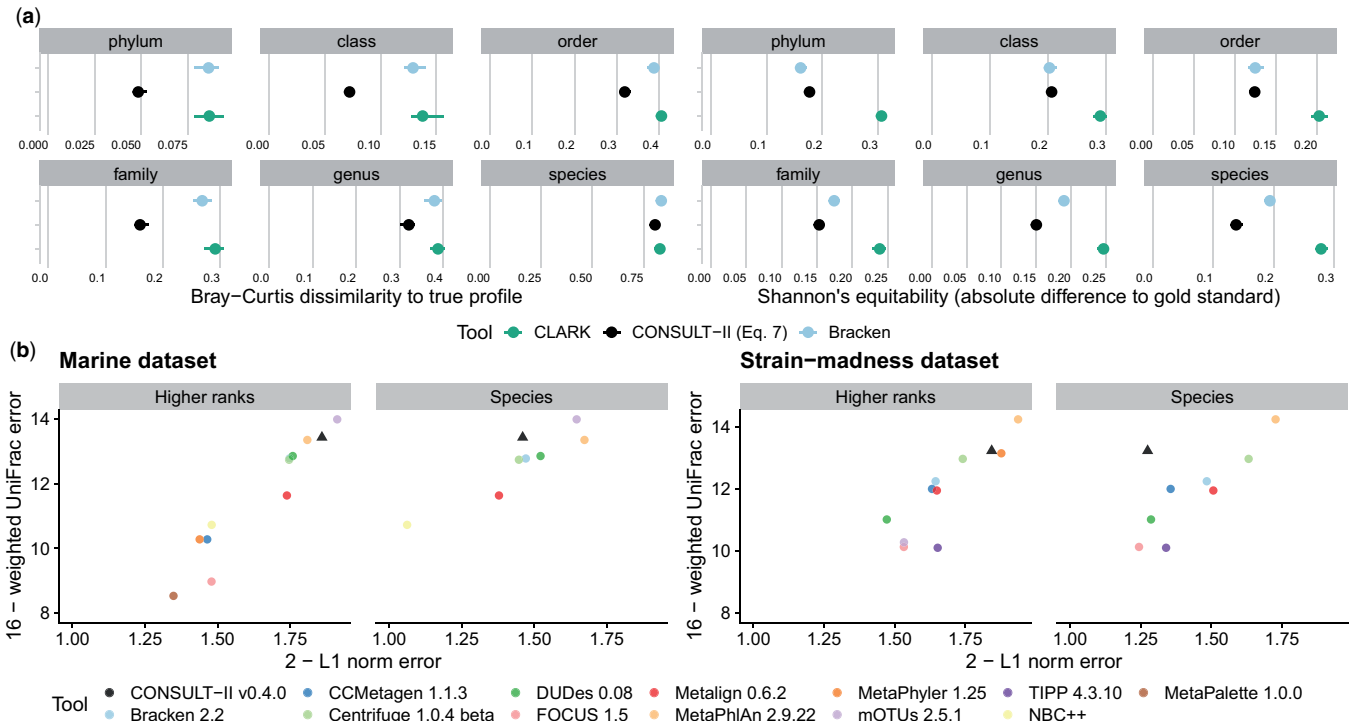 (a)
phylum class order phylum class order
0.000 0.025 0.050 0.075 0.00 0.05 0.10 0.15 0.0 0.1 0.2 0.3 0.4 0.0 0.1 0.2 0.3 0.0 0.1 0.2 0.3 0.00 0.05 0.10 0.15 0.20
family genus species family genus species
0.0 0.1 0.2 0.3 0.0 0.1 0.2 0.3 0.4 0.00 0.25 0.50 0.75 0.00 0.05 0.10 0.15 0.20 0.25 0.00 0.05 0.10 0.15 0.20 0.25 0.0 0.1 0.2 0.3
Bray−Curtis dissimilarity to true profile Shannon's equitability (absolute difference to gold standard)
Tool CLARK CONSULT−II (Eq. 7) Bracken
(b)
Marine dataset Strain−madness dataset
Higher ranks Species Higher ranks Species
16 − weighted UniFrac error
14
12
10
8
16 − weighted UniFrac error
14
12
10
8
1.00 1.25 1.50 1.75 1.00 1.25 1.50 1.75 1.00 1.25 1.50 1.75 1.00 1.25 1.50 1.75
2 − L1 norm error 2 − L1 norm error
Tool CONSULT−II v0.4.0 CCMetagen 1.1.3 DUDes 0.08 Metalign 0.6.2 MetaPhyler 1.25 TIPP 4.3.10 MetaPalette 1.0.0
Bracken 2.2 Centrifuge 1.0.4 beta FOCUS 1.5 MetaPhlAn 2.9.22 mOTUs 2.5.1 NBC++